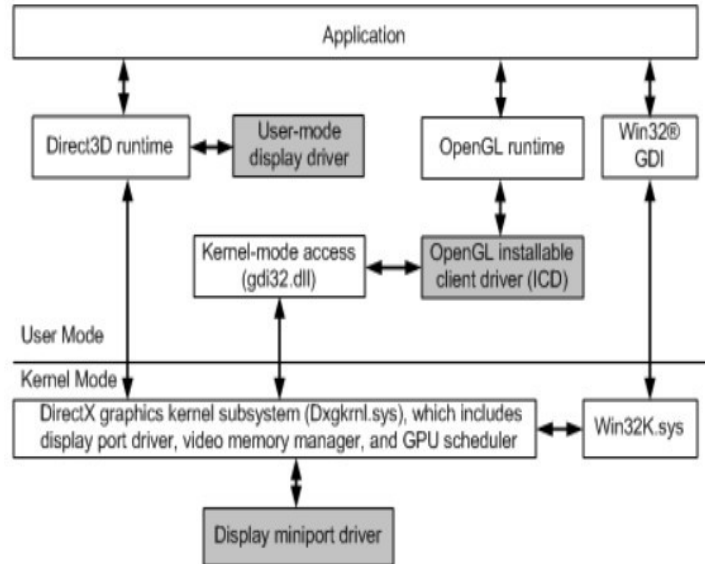 Application
Direct3D runtime
User-mode
display driver
OpenGL runtime
Win32®
GDI
Kernel-mode access
(gdi32.dll)
OpenGL installable
client driver (ICD)
User Mode
Kernel Mode
DirectX graphics kernel subsystem (Dxgkrnl.sys), which includes
display port driver, video memory manager, and GPU scheduler
Win32K.sys
Display miniport driver